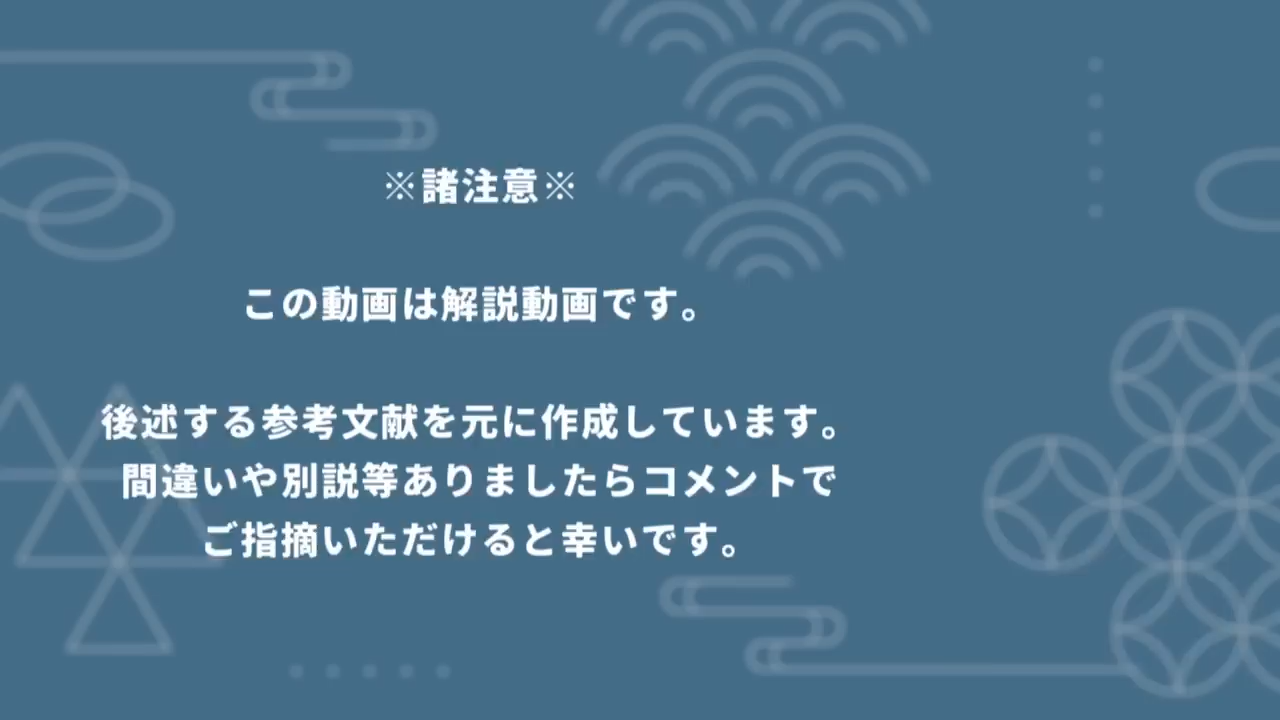 ※諸注意※
この動画は解説動画です。
後述する参考文献を元に作成しています。
間違いや別説等ありましたらコメントで
ご指摘いただけると幸いです。